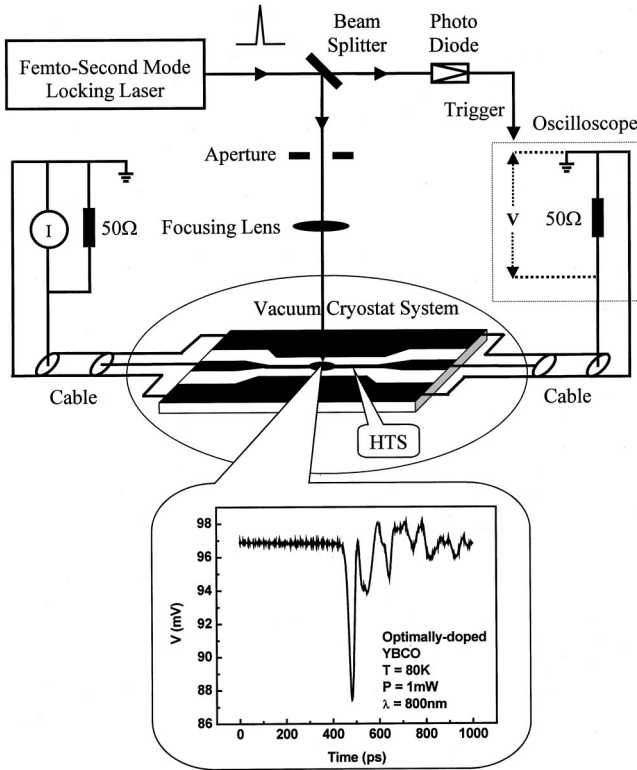 Beam
Splitter
Photo
Diode
Femto-Second Mode
Locking Laser
Trigger
Oscilloscope
Aperture
I
50Ω
Focusing Lens
V
50Ω
Vacuum Cryostat System
Cable
Cable
HTS
98
96
94
92
90
88
86
V (mV)
Optimally-doped
YBCO
T = 80K
P = 1mW
λ = 800nm
0 200 400 600 800 1000
Time (ps)